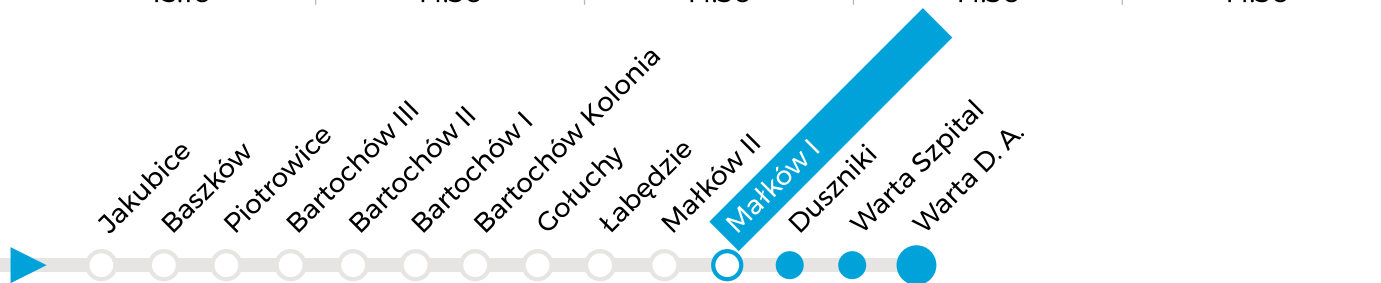 Jakubice
Baszków
Piotrowice
Bartochów III
Bartochów II
Bartochów I
Bartochów Kolonia
Gołuchy
Łabędzie
Małków II
Małków I
Duszniki
Warta Szpital
Warta D. A.